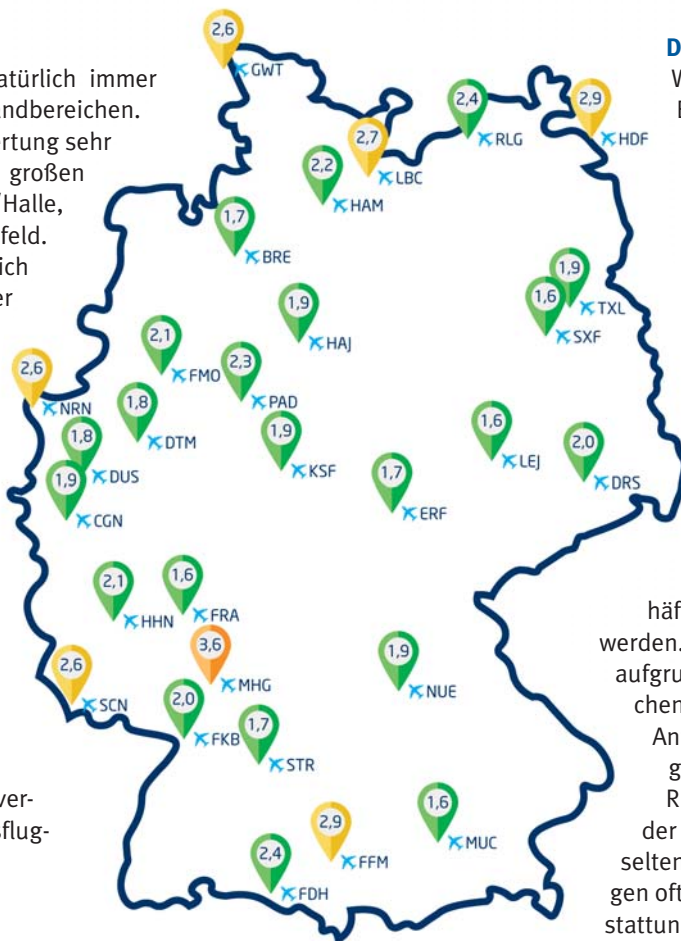 atürlich immer
andbereichen.
ertung sehr
großen
/Halle,
feld.
ich
er
2,6
GWT
2,4
RLG
2,9
HDF
2,7
LBC
2,2
HAM
1,7
BRE
1,9
TXL
1,6
SXF
1,9
HAJ
2,1
FMO
2,3
PAD
2,6
NRN
1,8
DTM
1,8
DUS
1,9
KSF
1,6
LEJ
2,0
DRS
1,9
CGN
1,7
ERF
2,1
HHN
1,6
FRA
3,6
MHG
1,9
NUE
2,6
SCN
2,0
FKB
1,7
STR
1,6
MUC
2,9
FFM
2,4
FDH
ver-
sflug-
D
häf
werden.
aufgru
chen
An
g
R
der
selten
gen oft
stattun